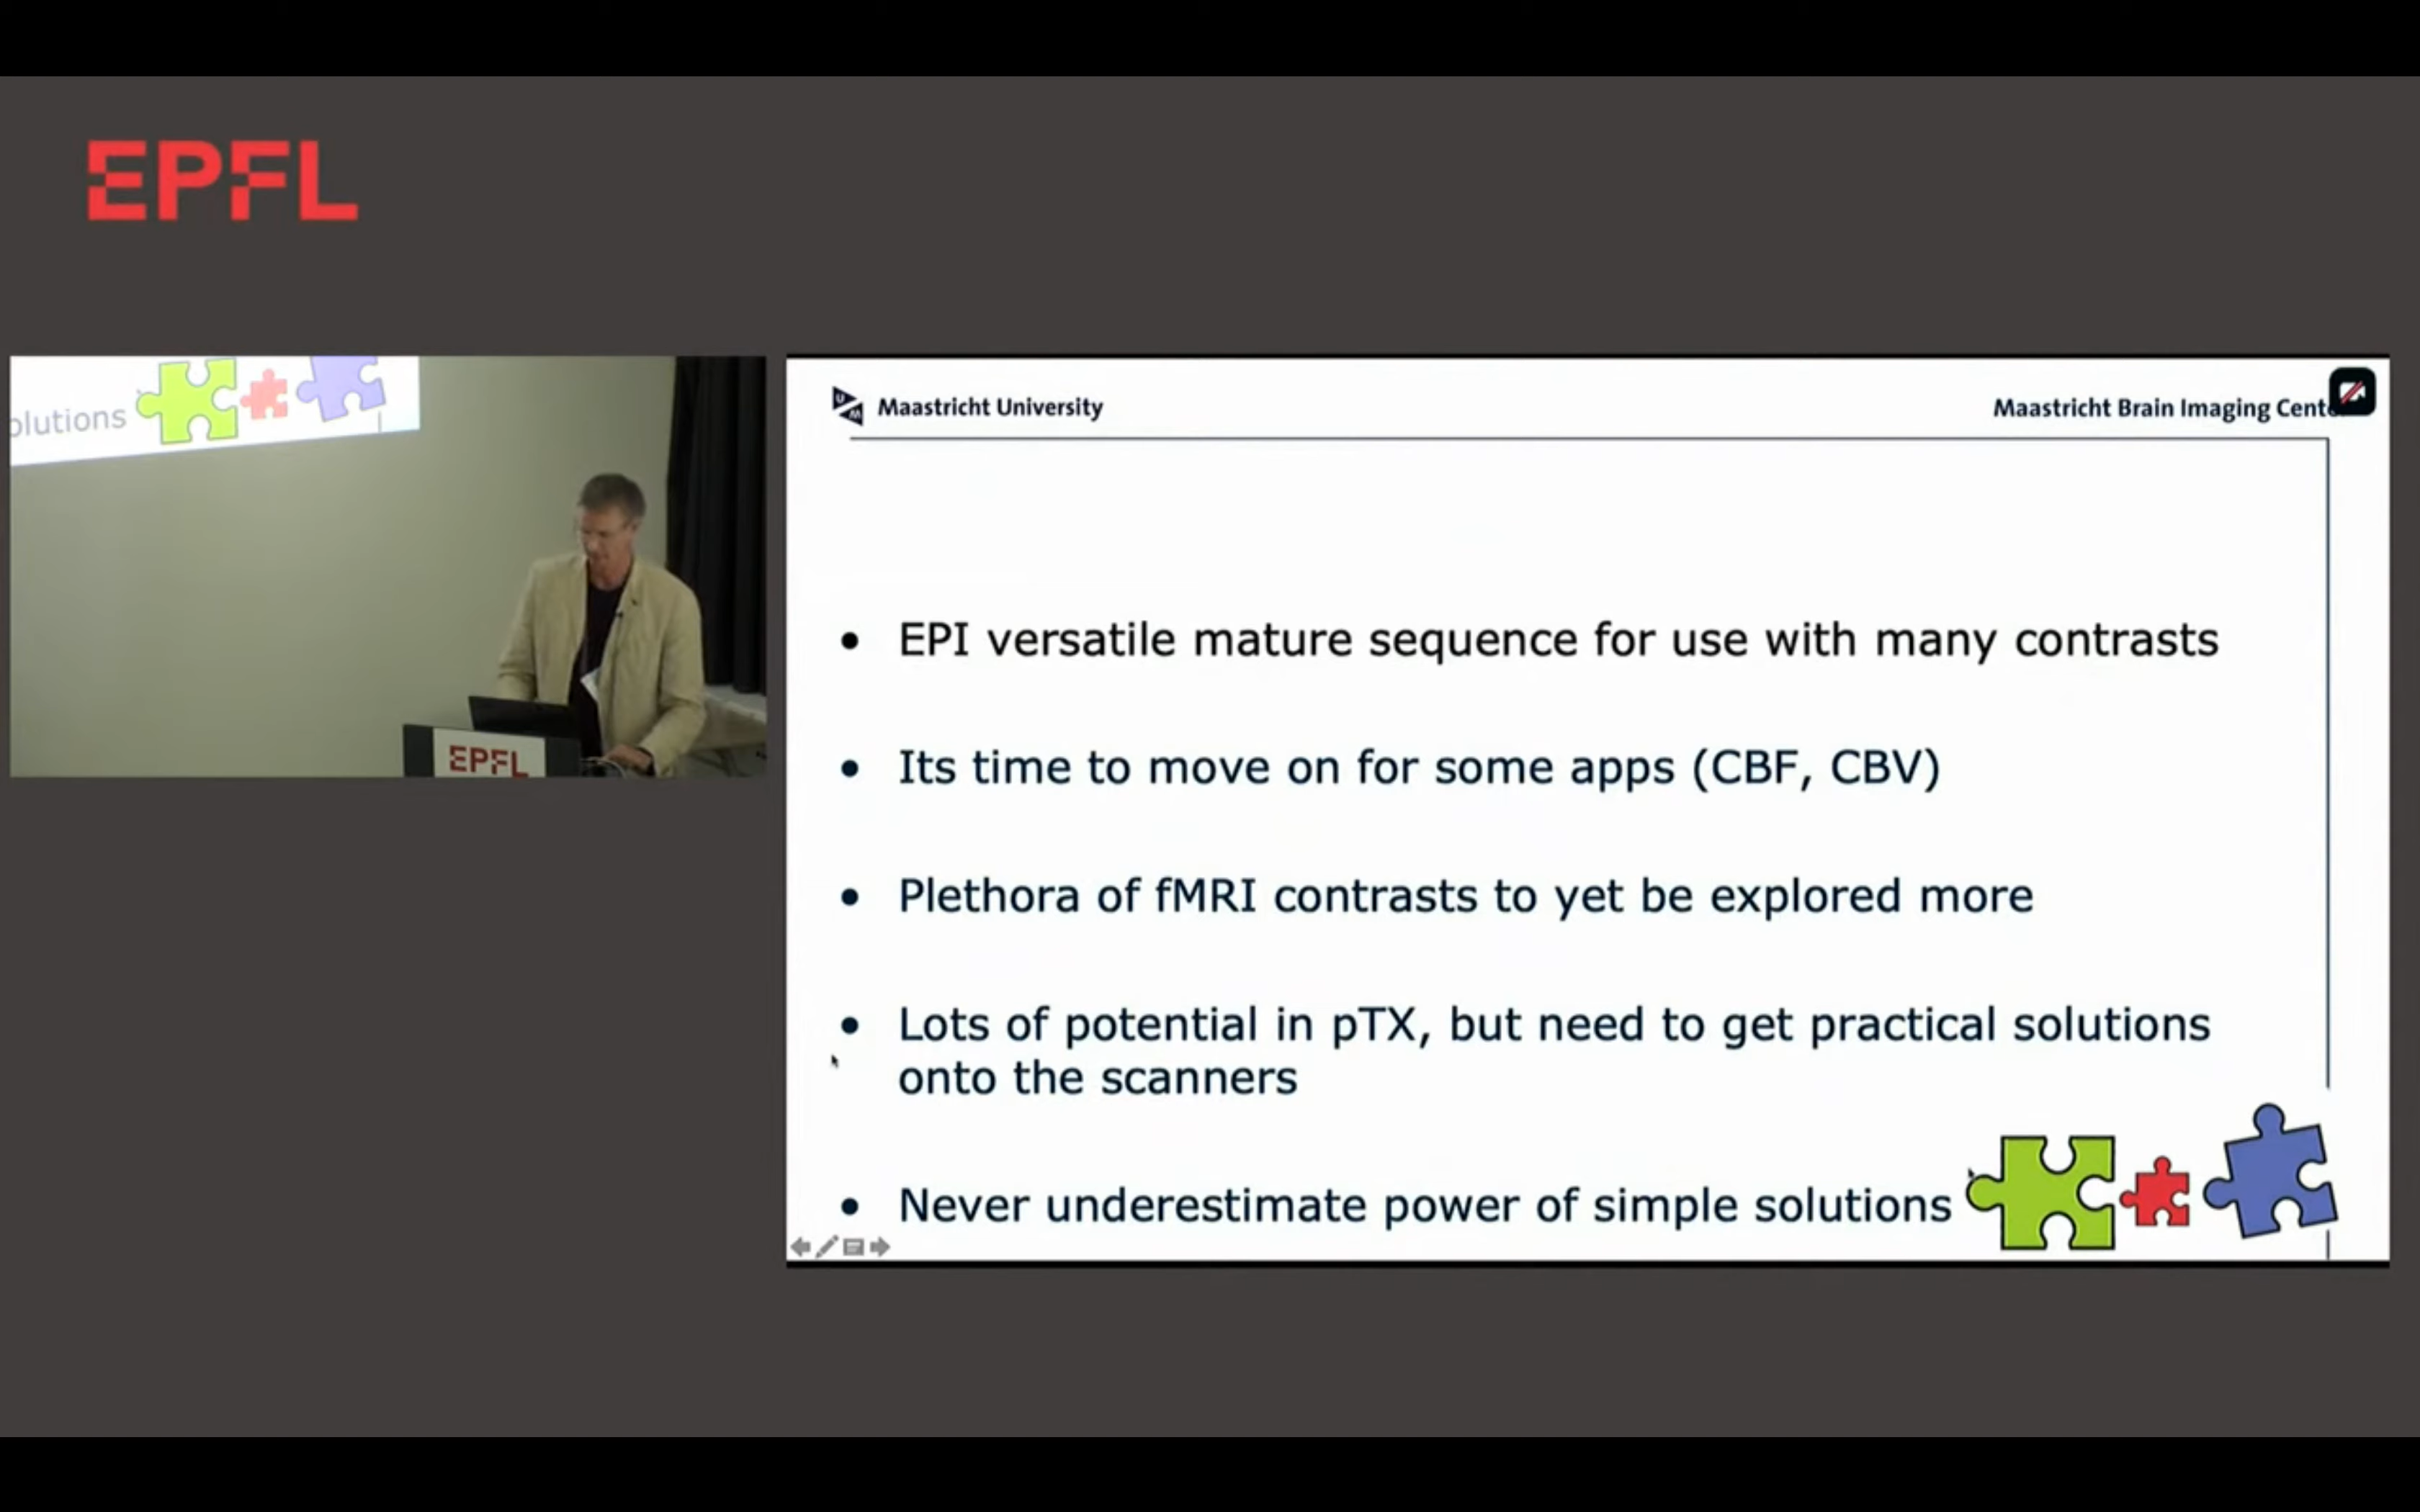 EPFL
olutions
EPFL
Maastricht University
Maastricht Brain Imaging Cent
• EPI versatile mature sequence for use with many contrasts
• Its time to move on for some apps (CBF, CBV)
• Plethora of fMRI contrasts to yet be explored more
• Lots of potential in pTX, but need to get practical solutions
onto the scanners
• Never underestimate power of simple solutions